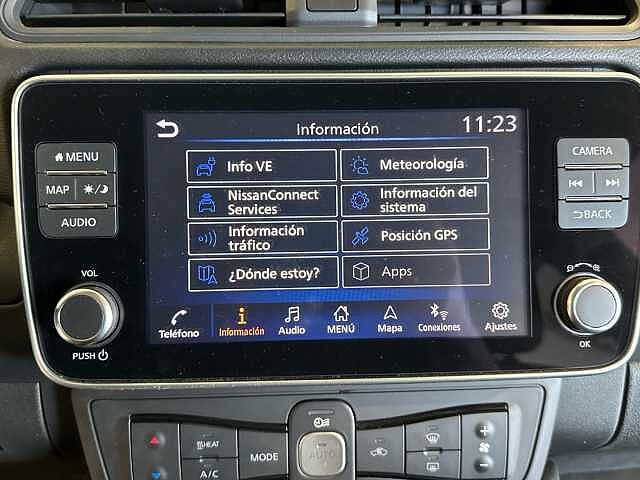 Información
11:23
MENU
MAP
AUDIO
VOL
PUSH
Info VE
Meteorología
NissanConnect
Services
Información del
sistema
Información
tráfico
Posición GPS
¿Dónde estoy?
Apps
Teléfono
Información
Audio
MENÚ
Mapa
Conexiones
Ajustes
CAMERA
BACK
OK
HEAT
A/C
MODE
AUTO
+
-